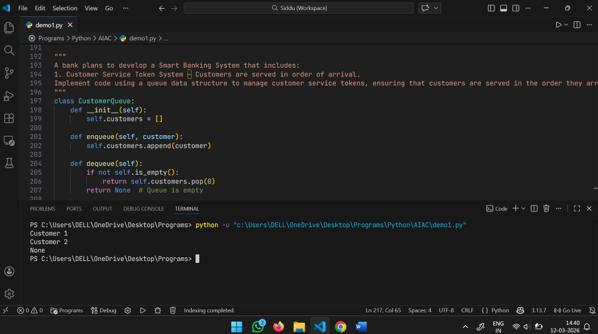 File Edit Selection View Go ···
Siddu (Workspace)
demo1.py
Programs > Python > AIAC > demo1.py > ...
191
192 """
193 A bank plans to develop a Smart Banking System that includes:
194 1. Customer Service Token System - Customers are served in order of arrival.
195 Implement code using a queue data structure to manage customer service tokens, ensuring that customers are served in the order they arr
196 """
197 class CustomerQueue:
198 def __init__(self):
199 self.customers = []
200
201 def enqueue(self, customer):
202 self.customers.append(customer)
203
204 def dequeue(self):
205 if not self.is_empty():
206 return self.customers.pop(0)
207 return None # Queue is empty
208
PROBLEMS PORTS OUTPUT DEBUG CONSOLE TERMINAL
Code
PS C:\Users\DELL\OneDrive\Desktop\Programs> python -u "c:\Users\DELL\OneDrive\Desktop\Programs\Python\AIAC\demo1.py"
Customer 1
Customer 2
None
PS C:\Users\DELL\OneDrive\Desktop\Programs>
0 0 Programs Debug Indexing completed. Ln 217, Col 65 Spaces: 4 UTF-8 CRLF {} Python 3.13.7 Go Live
ENG
IN
14:40
12-03-2026